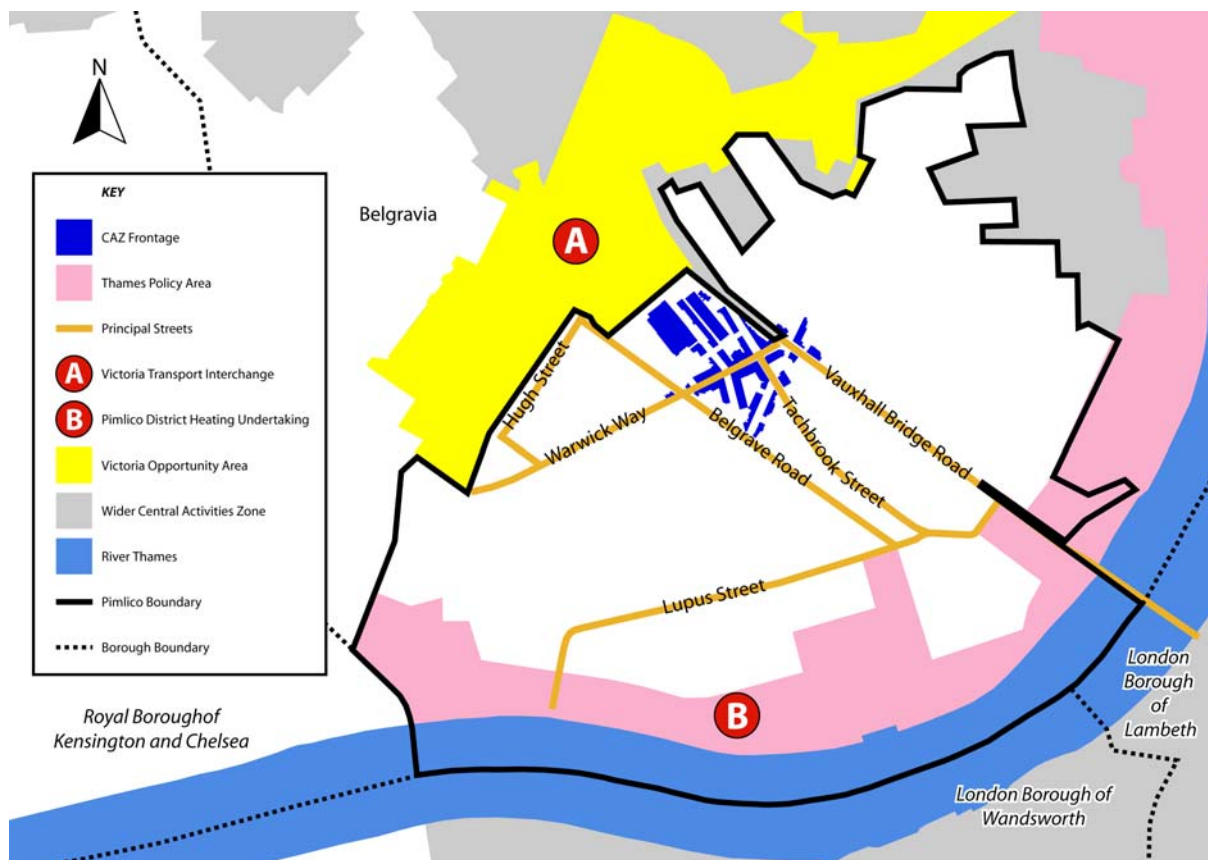 N
KEY
CAZ Frontage
Thames Policy Area
Principal Streets
A
Victoria Transport Interchange
B
Pimlico District Heating Undertaking
Victoria Opportunity Area
Wider Central Activities Zone
River Thames
Pimlico Boundary
Borough Boundary
Belgravia
A
Hugh Street
Warwick Way
Belgrave Road
Tachbrook Street
Vauxhall Bridge Road
Lupus Street
B
Royal Boroughof
Kensington and Chelsea
London
Borough
of
Lambeth
London Borough of
Wandsworth